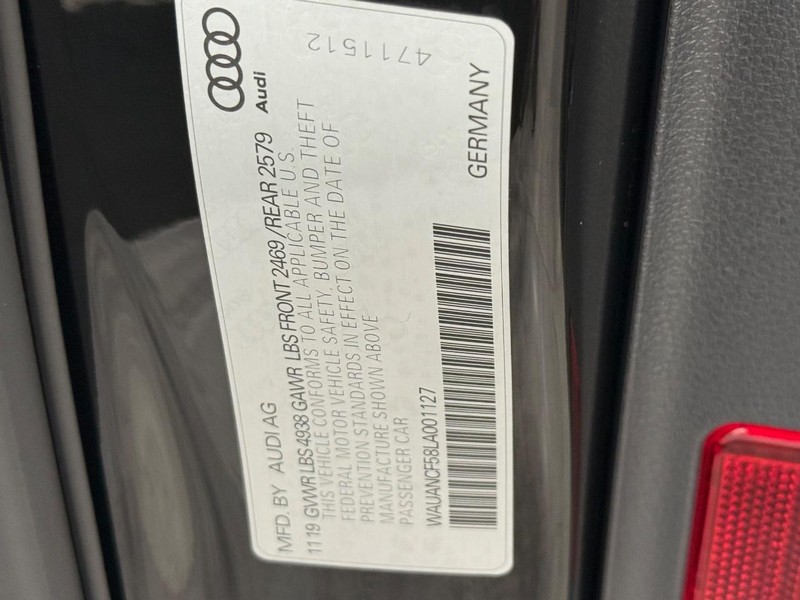 Audi
MFD. BY AUDI AG
1119 GVWR LBS 4938 GAWR LBS FRONT 2469 /REAR 2579
THIS VEHICLE CONFORMS TO ALL APPLICABLE U.S.
FEDERAL MOTOR VEHICLE SAFETY, BUMPER AND THEFT
PREVENTION STANDARDS IN EFFECT ON THE DATE OF
MANUFACTURE SHOWN ABOVE
PASSENGER CAR
WAUANCF58LA001127
GERMANY
4711512